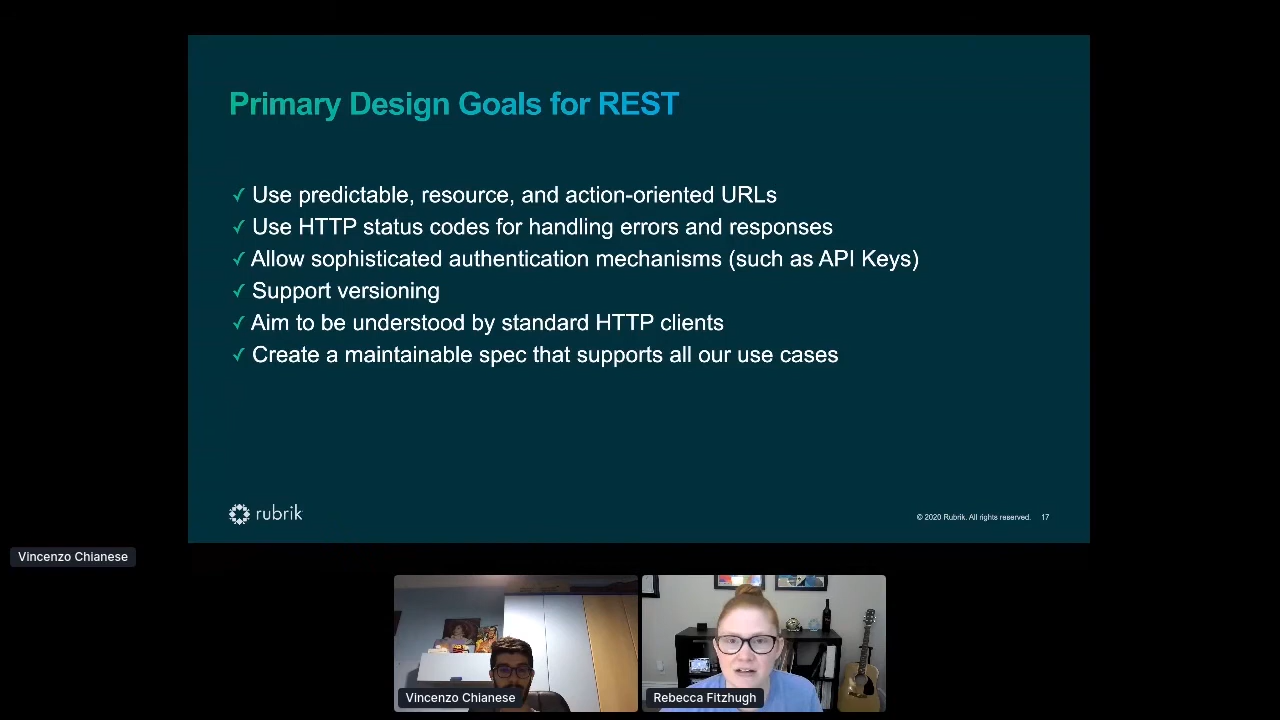 Primary Design Goals for REST
✓ Use predictable, resource, and action-oriented URLs
✓ Use HTTP status codes for handling errors and responses
✓ Allow sophisticated authentication mechanisms (such as API Keys)
✓ Support versioning
✓ Aim to be understood by standard HTTP clients
✓ Create a maintainable spec that supports all our use cases
rubrik
© 2020 Rubrik. All rights reserved. 17
Vincenzo Chianese
Vincenzo Chianese
Rebecca Fitzhugh